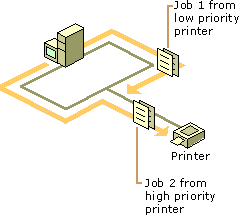 Job 1 from
low priority
printer
Printer
Job 2 from
high priority
printer